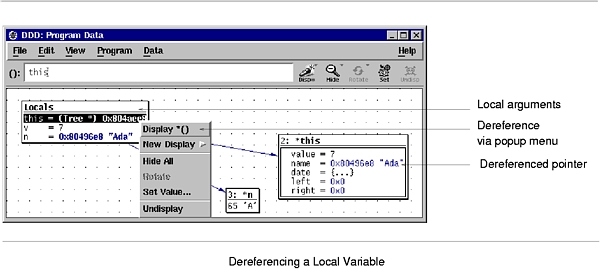 DDD: Program Data
File Edit View Program Data Help
(): this
Displ Hide Rotate Set Undisp
Locals
this = (Tree *)
v = 7
n = 0x80496e8 "Ada"
Display *()
New Display
Hide All
Rotate
Set Value...
Undisplay
2: *this
value = 7
name = 0x80496e8 "Ada"
date = {...}
left = 0x0
right = 0x0
3: *n
65 'A'
Local arguments
Dereference
via popup menu
Dereferenced pointer
Dereferencing a Local Variable